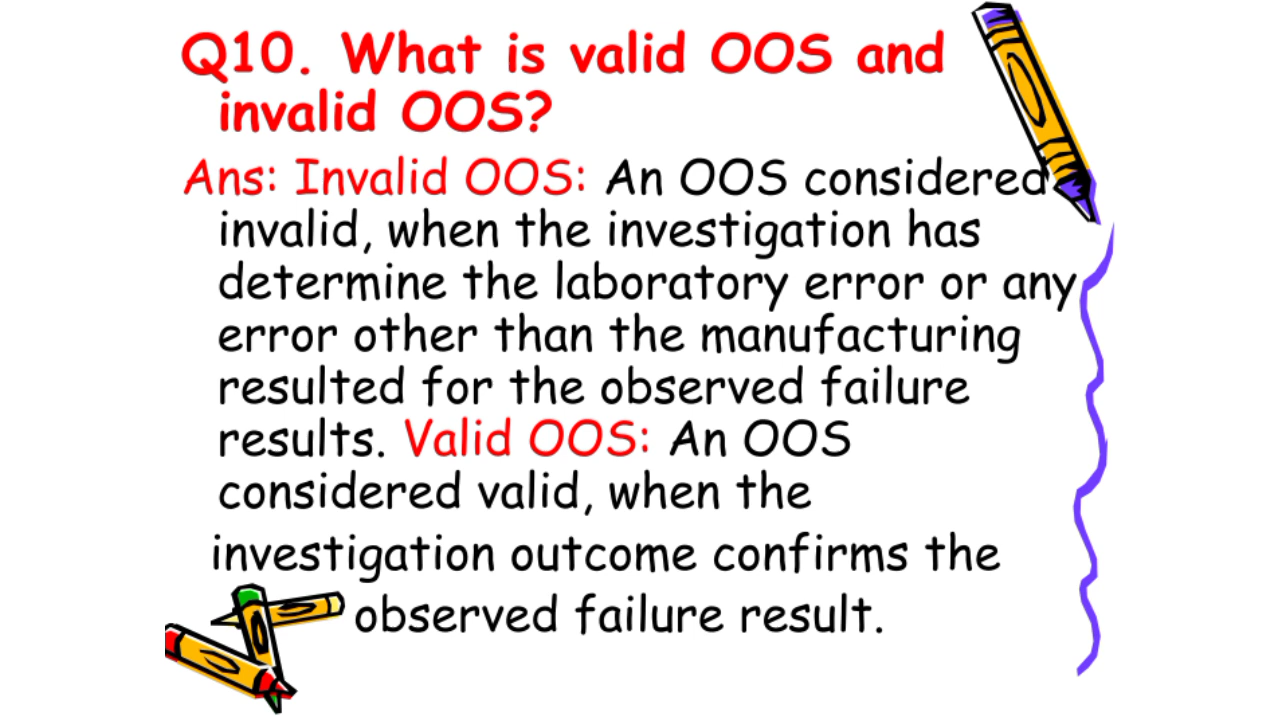 Q10. What is valid OOS and
invalid OOS?
Ans: Invalid OOS: An OOS considered
invalid, when the investigation has
determine the laboratory error or any
error other than the manufacturing
resulted for the observed failure
results. Valid OOS: An OOS
considered valid, when the
investigation outcome confirms the
observed failure result.